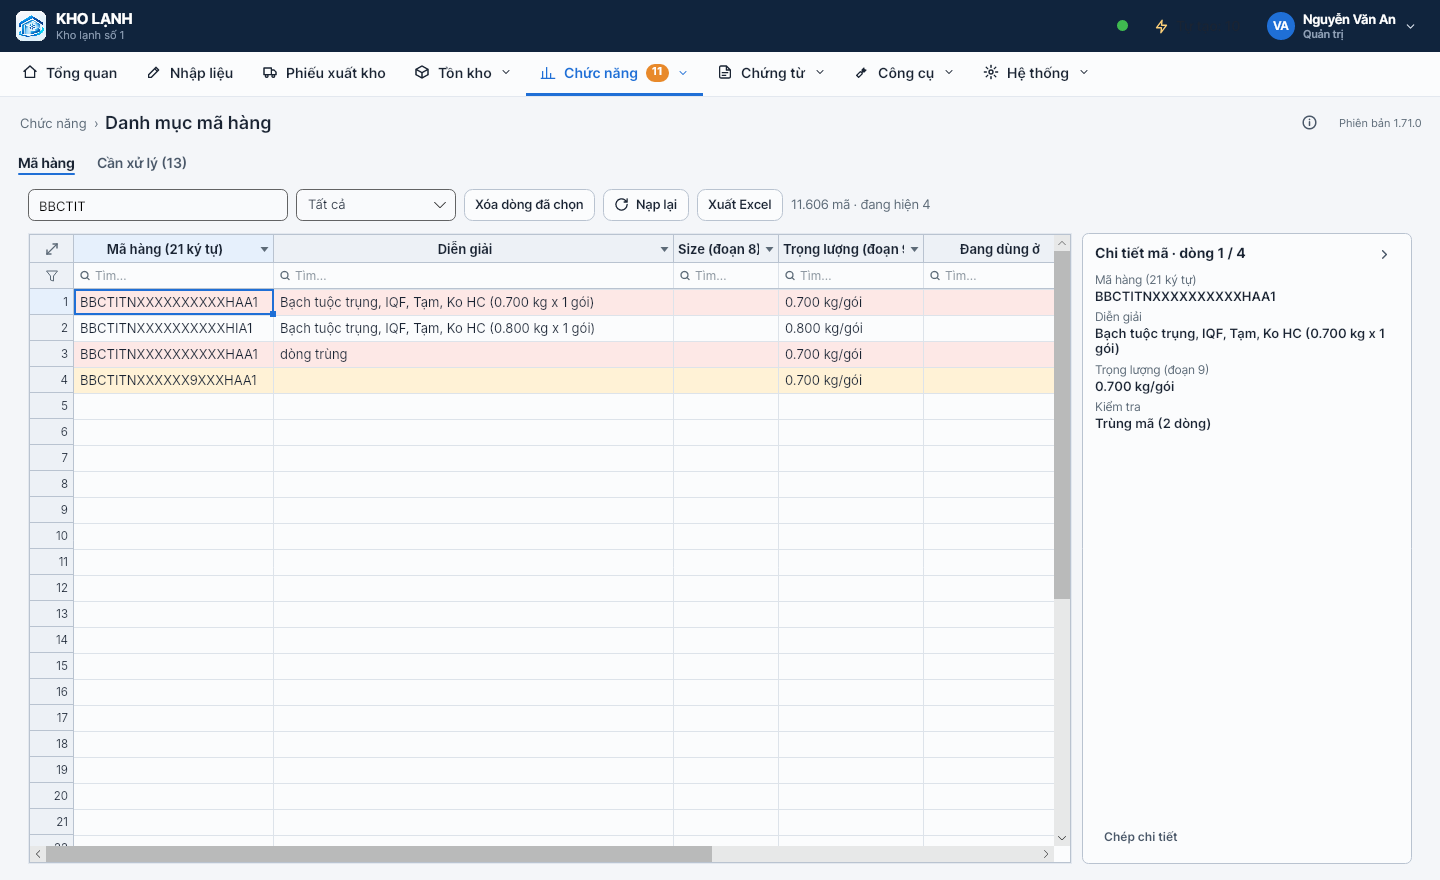 KHO LẠNH
Kho lạnh số 1
VA
Nguyễn Văn An
Quản trị
Tổng quan
Nhập liệu
Phiếu xuất kho
Tồn kho
Chức năng 11
Chứng từ
Công cụ
Hệ thống
Chức năng › Danh mục mã hàng
Phiên bản 1.71.0
Mã hàng
Cần xử lý (13)
BBCTIT
Tất cả
Xóa dòng đã chọn
Nạp lại
Xuất Excel
11.606 mã · đang hiện 4
Mã hàng (21 ký tự) Diễn giải Size (đoạn 8) Trọng lượng (đoạn Đang dùng ở
Tìm... Tìm... Tìm... Tìm... Tìm...
1 BBCTITNXXXXXXXXXXHAA1 Bạch tuộc trụng, IQF, Tạm, Ko HC (0.700 kg x 1 gói) 0.700 kg/gói
2 BBCTITNXXXXXXXXXXHIA1 Bạch tuộc trụng, IQF, Tạm, Ko HC (0.800 kg x 1 gói) 0.800 kg/gói
3 BBCTITNXXXXXXXXXXHAA1 dòng trùng 0.700 kg/gói
4 BBCTITNXXXXXX9XXXHAA1 0.700 kg/gói
5
6
7
8
9
10
11
12
13
14
15
16
17
18
19
20
21
Chi tiết mã · dòng 1 / 4
Mã hàng (21 ký tự)
BBCTITNXXXXXXXXXXHAA1
Diễn giải
Bạch tuộc trụng, IQF, Tạm, Ko HC (0.700 kg x 1
gói)
Trọng lượng (đoạn 9)
0.700 kg/gói
Kiểm tra
Trùng mã (2 dòng)
Chép chi tiết